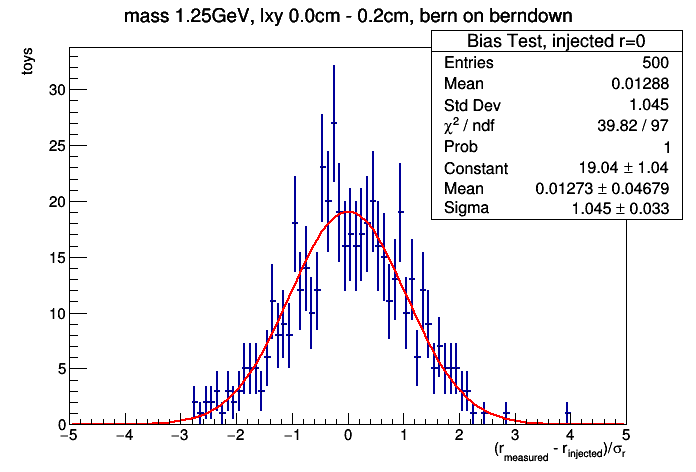 mass 1.25GeV, lxy 0.0cm - 0.2cm, bern on berndown
toys
Bias Test, injected r=0
Entries 500
Mean 0.01288
Std Dev 1.045
χ² / ndf 39.82 / 97
Prob 1
Constant 19.04 ± 1.04
Mean 0.01273 ± 0.04679
Sigma 1.045 ± 0.033
30
25
20
15
10
5
0
−5 −4 −3 −2 −1 0 1 2 3 4 5
(r_measured - r_injected)/σ_r